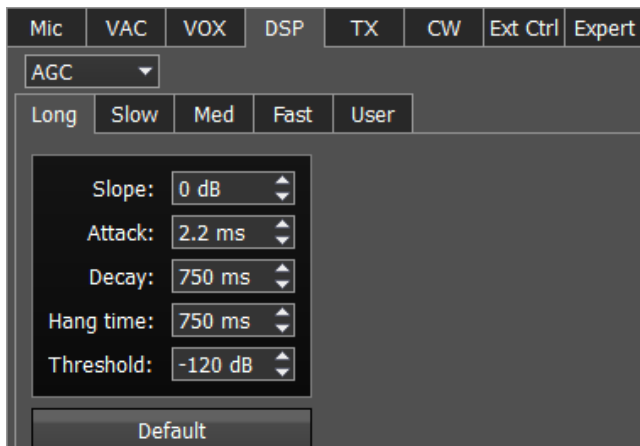 Mic VAC VOX DSP TX CW Ext Ctrl Expert
AGC
Long Slow Med Fast User
Slope: 0 dB
Attack: 2.2 ms
Decay: 750 ms
Hang time: 750 ms
Threshold: -120 dB
Default